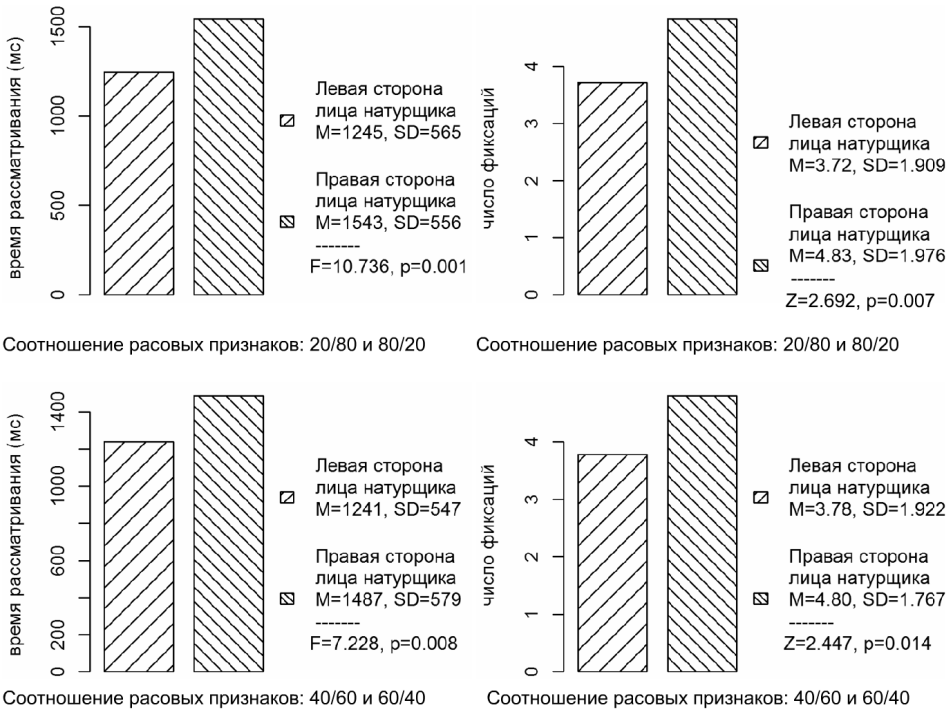 время рассматривания (мс)
1500
1000
500
0
Левая сторона
лица натурщика
M=1245, SD=565
Правая сторона
лица натурщика
M=1543, SD=556
-------
F=10.736, p=0.001
Соотношение расовых признаков: 20/80 и 80/20
число фиксаций
4
3
2
1
0
Левая сторона
лица натурщика
M=3.72, SD=1.909
Правая сторона
лица натурщика
M=4.83, SD=1.976
-------
Z=2.692, p=0.007
Соотношение расовых признаков: 20/80 и 80/20
время рассматривания (мс)
1400
1000
600
200
0
Левая сторона
лица натурщика
M=1241, SD=547
Правая сторона
лица натурщика
M=1487, SD=579
-------
F=7.228, p=0.008
Соотношение расовых признаков: 40/60 и 60/40
число фиксаций
4
3
2
1
0
Левая сторона
лица натурщика
M=3.78, SD=1.922
Правая сторона
лица натурщика
M=4.80, SD=1.767
-------
Z=2.447, p=0.014
Соотношение расовых признаков: 40/60 и 60/40